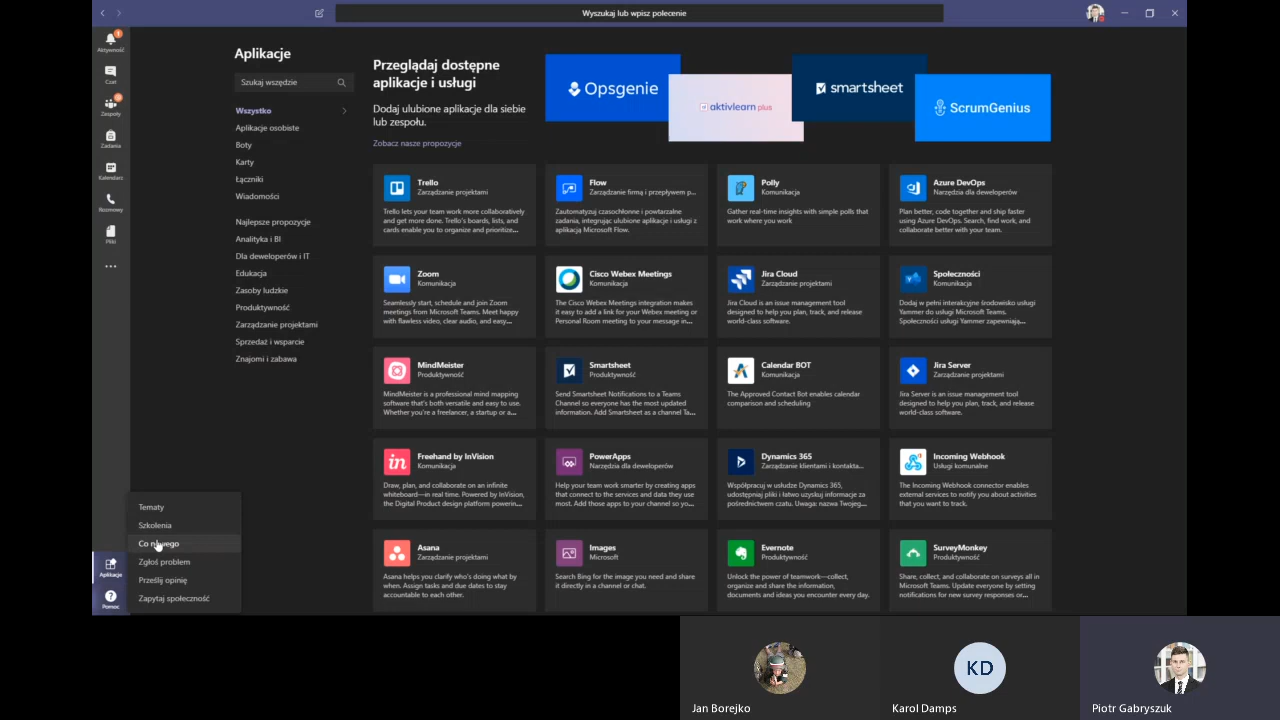 Wyszukaj lub wpisz polecenie
Aktywność
Czat
Zespoły
Zadania
Kalendarz
Rozmowy
Pliki
Aplikacje
Pomoc
Aplikacje
Szukaj wszędzie
Wszystko
Aplikacje osobiste
Boty
Karty
Łączniki
Wiadomości
Najlepsze propozycje
Analityka i BI
Dla deweloperów i IT
Edukacja
Zasoby ludzkie
Produktywność
Zarządzanie projektami
Sprzedaż i wsparcie
Znajomi i zabawa
Tematy
Szkolenia
Co nowego
Zgłoś problem
Prześlij opinię
Zapytaj społeczność
Przeglądaj dostępne
aplikacje i usługi
Dodaj ulubione aplikacje dla siebie
lub zespołu.
Zobacz nasze propozycje
Opsgenie
aktivlearn plus
smartsheet
ScrumGenius
Trello
Zarządzanie projektami
Trello lets your team work more collaboratively
and get more done. Trello's boards, lists, and
cards enable you to organize and prioritize...
Flow
Zarządzanie firmą i przepływem p...
Zautomatyzuj czasochłonne i powtarzalne
zadania, integrując ulubione aplikacje i usługi z
aplikacją Microsoft Flow.
Polly
Komunikacja
Gather real-time insights with simple polls that
work where you work
Azure DevOps
Narzędzia dla deweloperów
Plan better, code together and ship faster
using Azure DevOps. Search, find work, and
collaborate better with your team.
Zoom
Komunikacja
Seamlessly start, schedule and join Zoom
meetings from Microsoft Teams. Meet happy
with flawless video, clear audio, and easy...
Cisco Webex Meetings
Komunikacja
The Cisco Webex Meetings integration makes
it easy to add a link for your Webex meeting or
Personal Room meeting to your message in...
Jira Cloud
Zarządzanie projektami
Jira Cloud is an issue management tool
designed to help you plan, track, and release
world-class software.
Społeczności
Komunikacja
Dodaj w pełni interakcyjne środowisko usługi
Yammer do usługi Microsoft Teams.
Społeczności usługi Yammer zapewniają...
MindMeister
Produktywność
MindMeister is a professional mind mapping
software that's both versatile and easy to use.
Whether you're a freelancer, a startup or a...
Smartsheet
Produktywność
Send Smartsheet Notifications to a Teams
Channel so everyone has the most updated
information. Add Smartsheet as a channel Ta...
Calendar BOT
Komunikacja
The Approved Contact Bot enables calendar
comparison and scheduling
Jira Server
Zarządzanie projektami
Jira Server is an issue management tool
designed to help you plan, track, and release
world-class software.
Freehand by InVision
Komunikacja
Draw, plan, and collaborate on an infinite
whiteboard—in real time. Powered by InVision,
the Digital Product design platform powerin...
PowerApps
Narzędzia dla deweloperów
Help your team work smarter by creating apps
that connect to the services and data they use
most. Add those apps to your channel so yo...
Dynamics 365
Zarządzanie klientami i kontakta...
Współpracuj w usłudze Dynamics 365,
udostępniaj pliki i łatwo uzyskuj informacje za
pośrednictwem czatu. Uwaga: nazwa Twojeg...
Incoming Webhook
Usługi komunalne
The Incoming Webhook connector enables
external services to notify you about activities
that you want to track.
Asana
Zarządzanie projektami
Asana helps you clarify who's doing what by
when. Assign tasks and due dates to stay
accountable to each other.
Images
Microsoft
Search Bing for the image you need and share
it directly in a channel or chat.
Evernote
Produktywność
Unlock the power of teamwork—collect,
organize and share the information,
documents and ideas you encounter every day.
SurveyMonkey
Produktywność
Share, collect, and collaborate on surveys all in
Microsoft Teams. Update everyone by setting
notifications for new survey responses or...
KD
Jan Borejko
Karol Damps
Piotr Gabryszuk